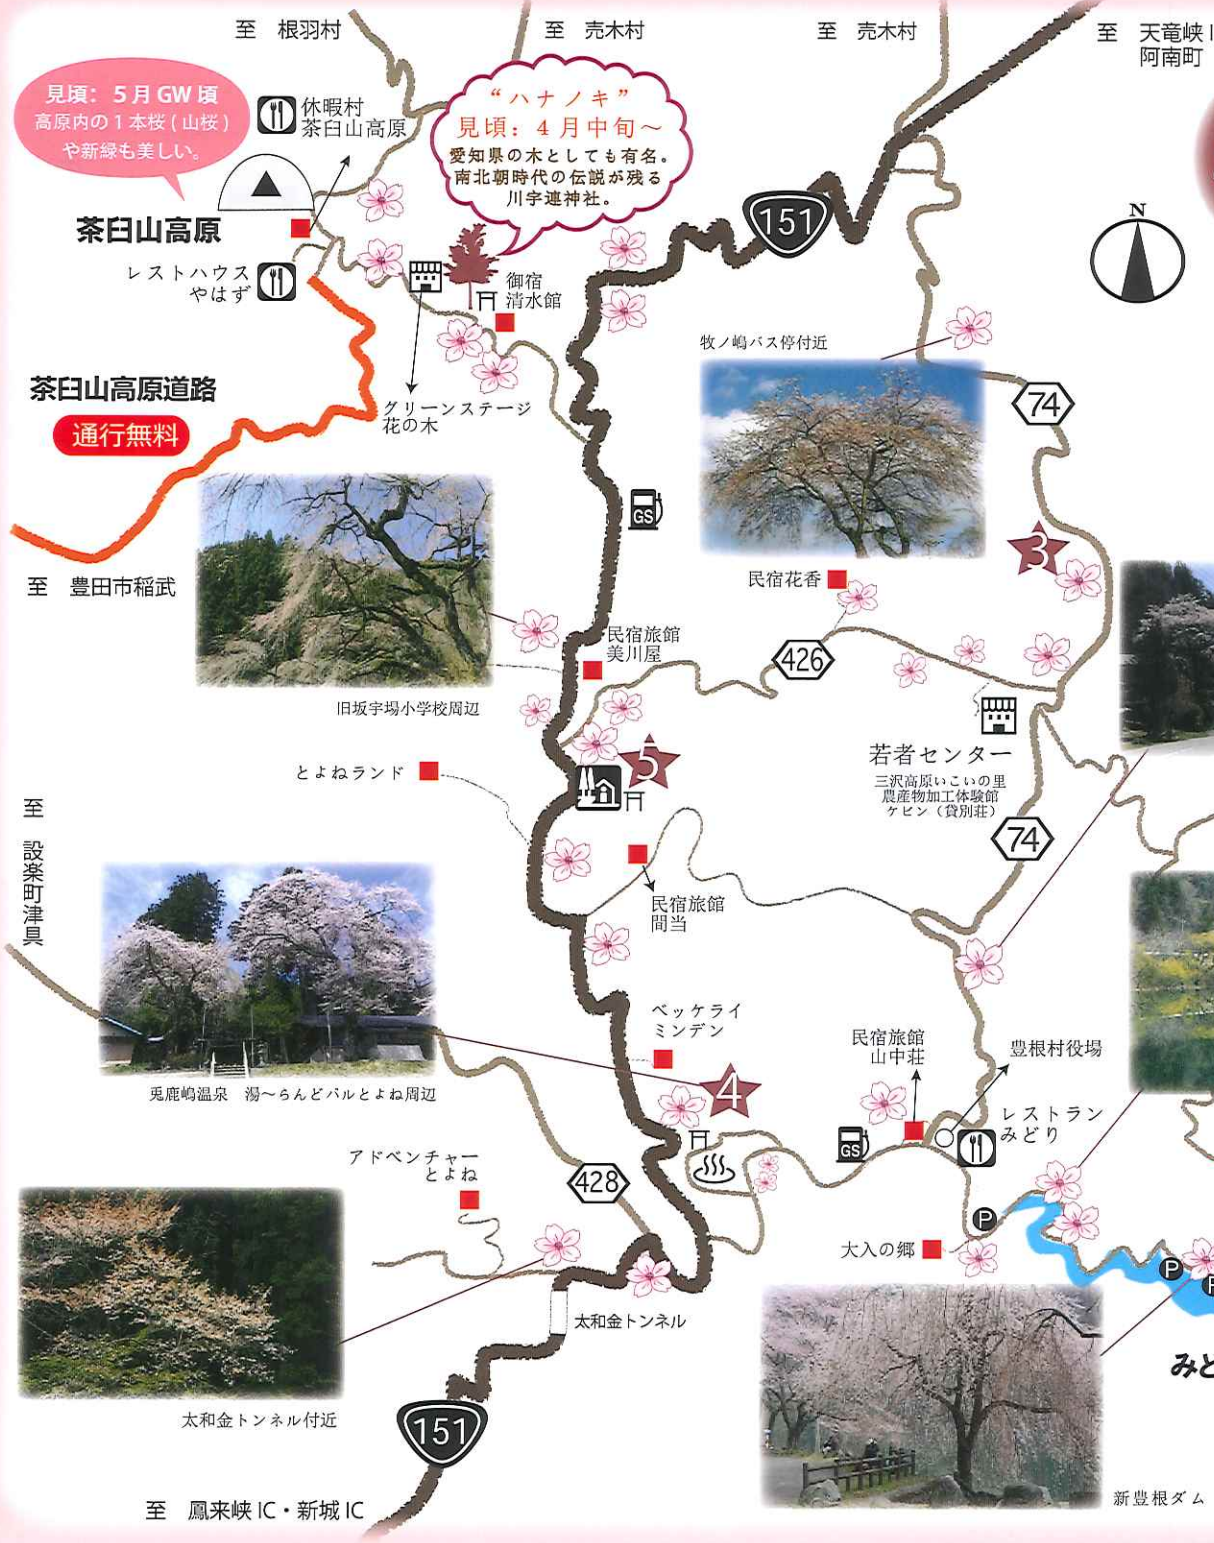 至 根羽村
至 売木村
至 売木村
至 天竜峡I
阿南町
見頃：5月GW頃
高原内の1本桜(山桜)
や新緑も美しい。
休暇村
茶臼山高原
“ハナノキ”
見頃：4月中旬～
愛知県の木としても有名。
南北朝時代の伝説が残る
川宇連神社。
茶臼山高原
151
N
レストハウス
やはず
御宿
清水館
牧ノ嶋バス停付近
茶臼山高原道路
通行無料
グリーンステージ
花の木
74
GS
3
至 豊田市稲武
民宿花香
民宿旅館
美川屋
426
旧坂宇場小学校周辺
5
若者センター
三沢高原いこいの里
農産物加工体験館
ケビン（貸別荘）
とよねランド
至 設楽町津具
74
民宿旅館
間当
ベッケライ
ミンデン
民宿旅館
山中荘
豊根村役場
兎鹿嶋温泉 湯～らんどパルとよね周辺
4
レストラン
みどり
GS
アドベンチャー
とよね
428
P
大入の郷
P
P
太和金トンネル
みど
太和金トンネル付近
151
新豊根ダム
至 鳳来峡IC・新城IC